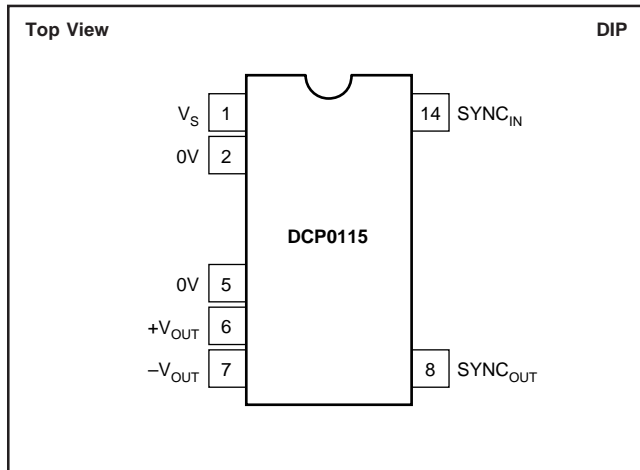 Top View DIP
V_S 1 14 SYNC_IN
0V 2
DCP0115
0V 5
+V_OUT 6
–V_OUT 7 8 SYNC_OUT